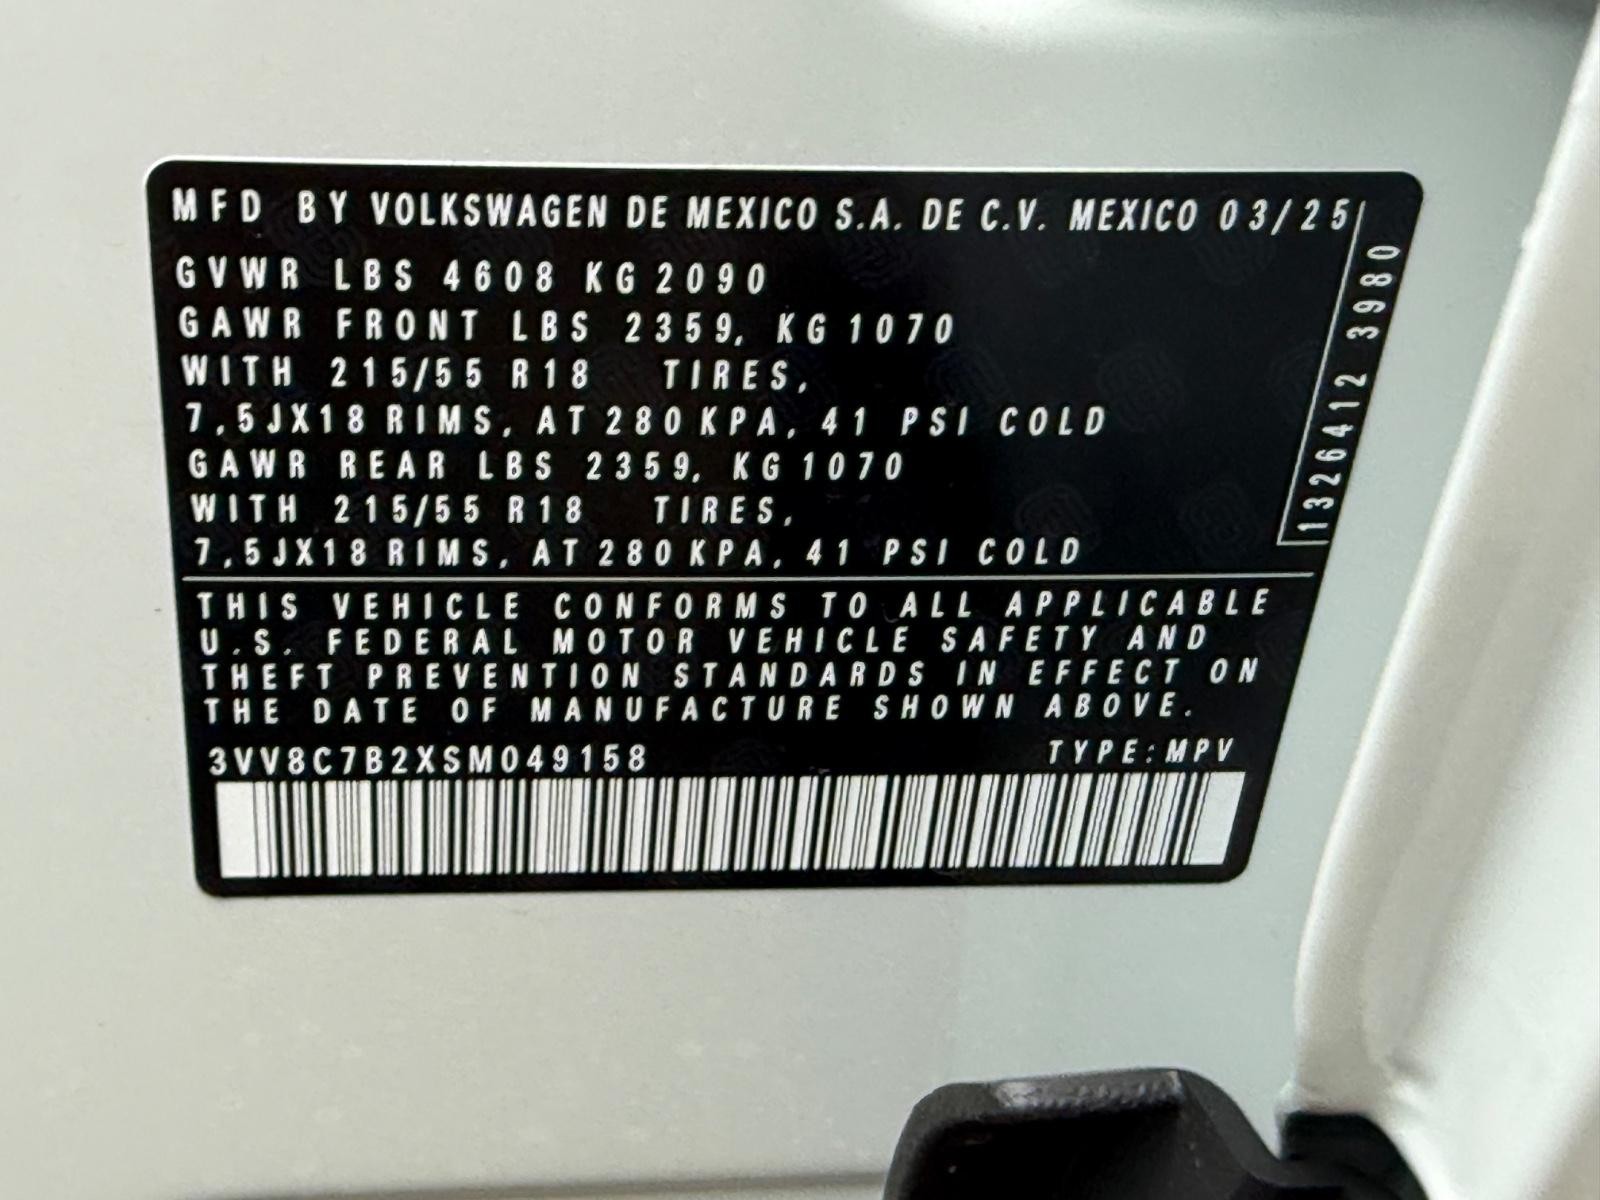 MFD BY VOLKSWAGEN DE MEXICO S.A. DE C.V. MEXICO 03/25
GVWR LBS 4608 KG 2090
GAWR FRONT LBS 2359, KG 1070
WITH 215/55 R18 TIRES,
7,5JX18 RIMS, AT 280 KPA, 41 PSI COLD
GAWR REAR LBS 2359, KG 1070
WITH 215/55 R18 TIRES,
7,5JX18 RIMS, AT 280 KPA, 41 PSI COLD
1326412 3980
THIS VEHICLE CONFORMS TO ALL APPLICABLE
U.S. FEDERAL MOTOR VEHICLE SAFETY AND
THEFT PREVENTION STANDARDS IN EFFECT ON
THE DATE OF MANUFACTURE SHOWN ABOVE.
3VV8C7B2XSM049158 TYPE:MPV